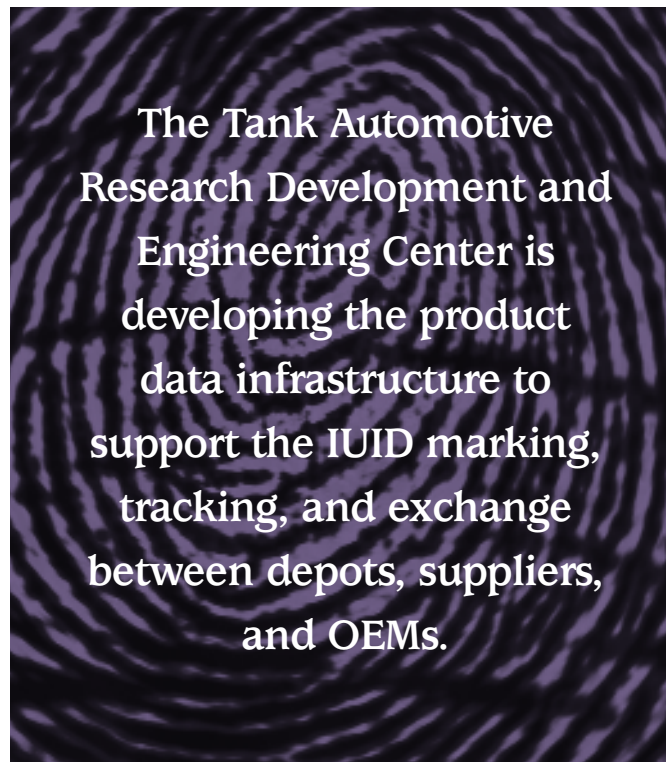 The Tank Automotive
Research Development and
Engineering Center is
developing the product
data infrastructure to
support the IUID marking,
tracking, and exchange
between depots, suppliers,
and OEMs.